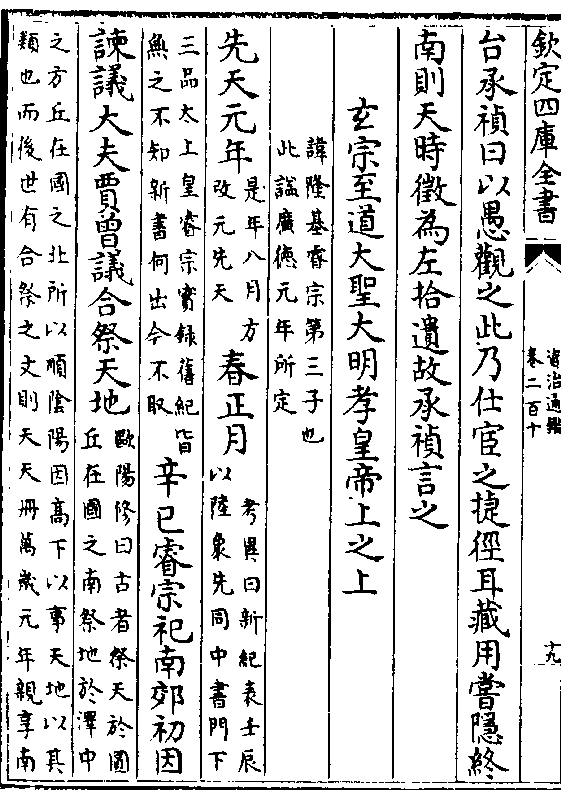 欽定四庫全書
資治通鑑
卷二百十
十九
台承禎曰以愚觀之此乃仕宦之捷徑耳藏用嘗隱終
南則天時徵為左拾遺故承禎言之
玄宗至道大聖大明孝皇帝上之上
諱隆基睿宗第三子也
此諡廣德元年所定
先天元年
是年八月方
改元先天
春正月
考異曰新紀表壬辰
以陸象先同中書門下
三品太上皇睿宗實錄舊紀皆
無之不知新書何出今不取
辛巳睿宗祀南郊初因
諫議大夫賈曾議合祭天地
歐陽修曰古者祭天於圜
丘在國之南祭地於澤中
之方丘在國之北所以順陰陽因高下以事天地以其
類也而後世有合祭之文則天天冊萬歲元年親享南